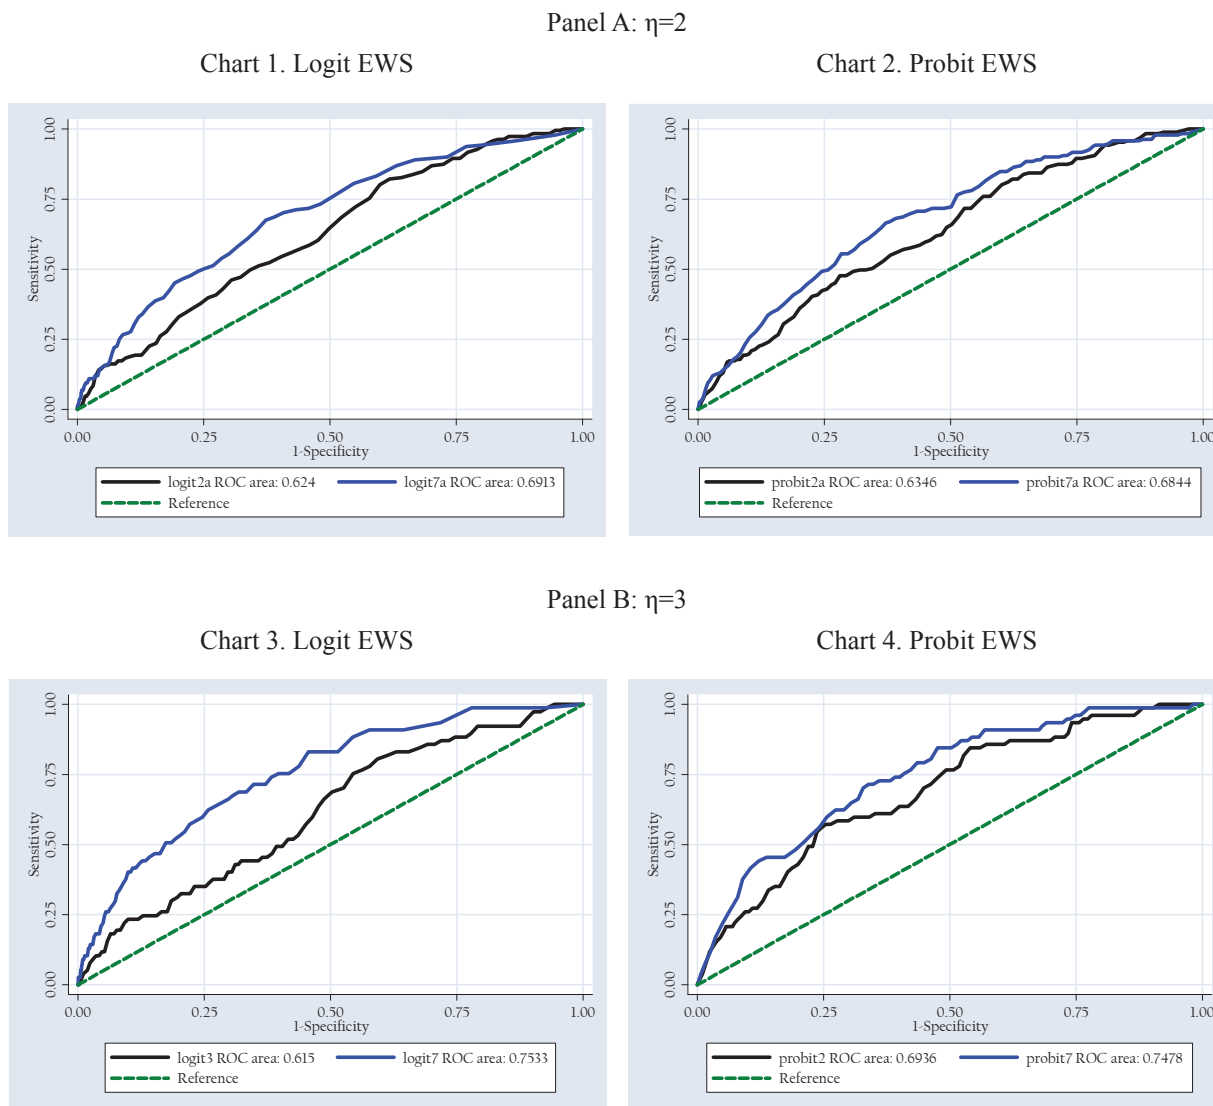 Panel A: η=2
Chart 1. Logit EWS
Chart 2. Probit EWS
Sensitivity
1.00
0.75
0.50
0.25
0.00
0.00 0.25 0.50 0.75 1.00
1-Specificity
logit2a ROC area: 0.624 logit7a ROC area: 0.6913
Reference
Sensitivity
1.00
0.75
0.50
0.25
0.00
0.00 0.25 0.50 0.75 1.00
1-Specificity
probit2a ROC area: 0.6346 probit7a ROC area: 0.6844
Reference
Panel B: η=3
Chart 3. Logit EWS
Chart 4. Probit EWS
Sensitivity
1.00
0.75
0.50
0.25
0.00
0.00 0.25 0.50 0.75 1.00
1-Specificity
logit3 ROC area: 0.615 logit7 ROC area: 0.7533
Reference
Sensitivity
1.00
0.75
0.50
0.25
0.00
0.00 0.25 0.50 0.75 1.00
1-Specificity
probit2 ROC area: 0.6936 probit7 ROC area: 0.7478
Reference